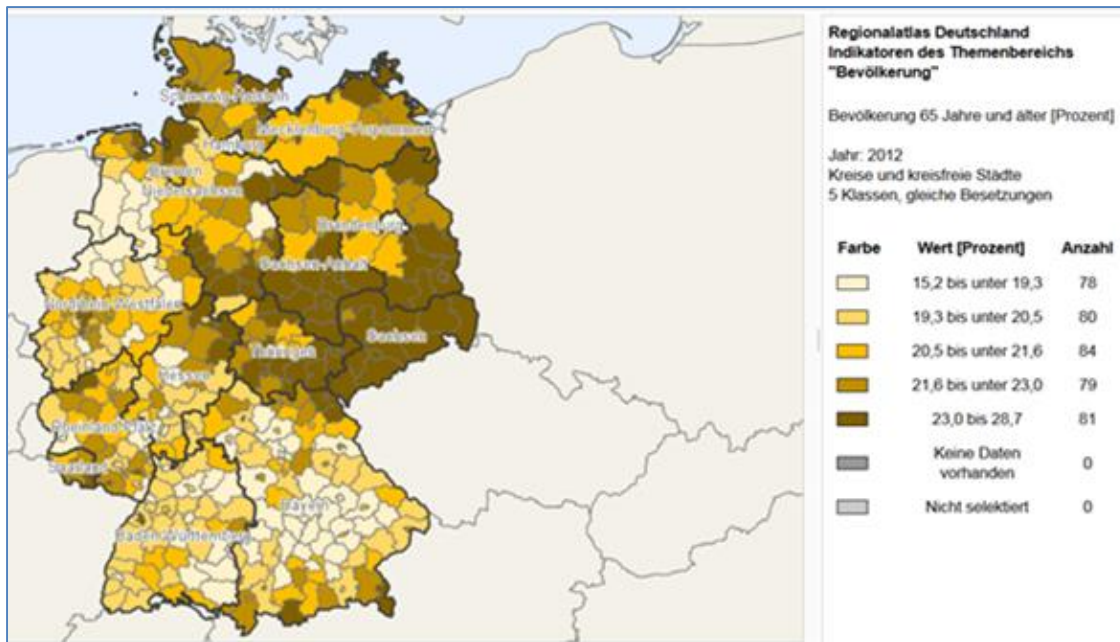 Schleswig-Holstein
Mecklenburg-Vorpommern
Hamburg
Bremen
Niedersachsen
Brandenburg
Sachsen-Anhalt
Nordrhein-Westfalen
Sachsen
Thüringen
Hessen
Rheinland-Pfalz
Saarland
Bayern
Baden-Württemberg
Regionalatlas Deutschland
Indikatoren des Themenbereichs
"Bevölkerung"
Bevölkerung 65 Jahre und älter [Prozent]
Jahr: 2012
Kreise und kreisfreie Städte
5 Klassen, gleiche Besetzungen
Farbe Wert [Prozent] Anzahl
15,2 bis unter 19,3 78
19,3 bis unter 20,5 80
20,5 bis unter 21,6 84
21,6 bis unter 23,0 79
23,0 bis 28,7 81
Keine Daten
vorhanden 0
Nicht selektiert 0